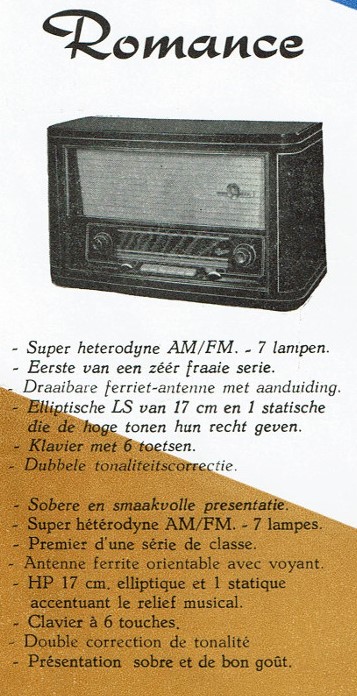 Romance
- Super heterodyne AM/FM. - 7 lampen.
- Eerste van een zéér fraaie serie.
- Draaibare ferriet-antenne met aanduiding.
- Elliptische LS van 17 cm en 1 statische
die de hoge tonen hun recht geven.
- Klavier met 6 toetsen.
- Dubbele tonaliteitscorrectie.
- Sobere en smaakvolle presentatie.
- Super hétérodyne AM/FM. - 7 lampes.
- Premier d'une série de classe.
- Antenne ferrite orientable avec voyant.
- HP 17 cm. elliptique et 1 statique
accentuant le relief musical.
- Clavier à 6 touches.
- Double correction de tonalité
- Présentation sobre et de bon goût.